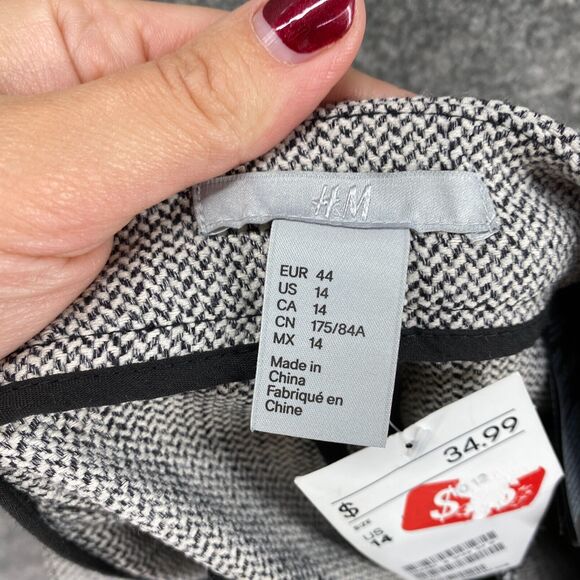 H&M
EUR 44
US 14
CA 14
CN 175/84A
MX 14
Made in
China
Fabriqué en
Chine
$ 34.99
SIZE
US
14
$